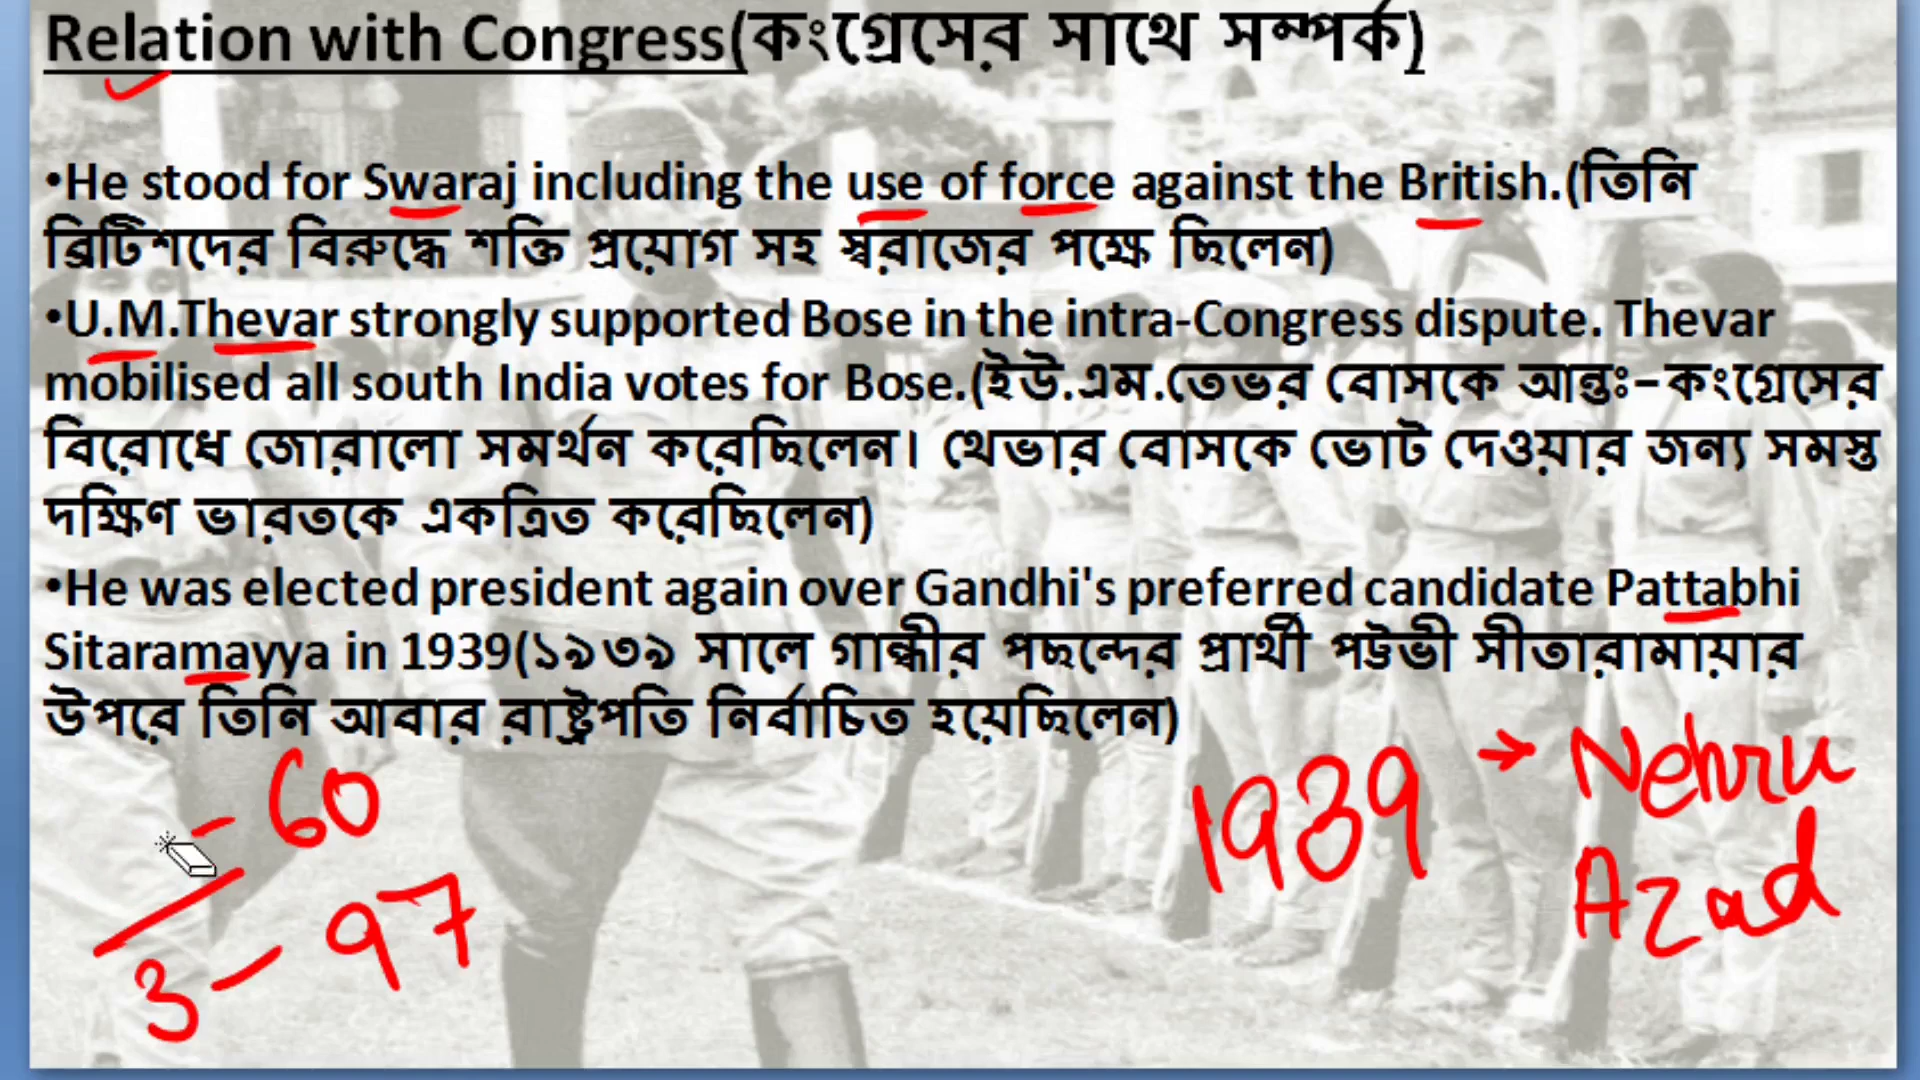 Relation with Congress(কংগ্রেসের সাথে সম্পর্ক)
•He stood for Swaraj including the use of force against the British.(তিনি
ব্রিটিশদের বিরুদ্ধে শক্তি প্রয়োগ সহ স্বরাজের পক্ষে ছিলেন)
•U.M.Thevar strongly supported Bose in the intra-Congress dispute. Thevar
mobilised all south India votes for Bose.(ইউ.এম.তেভর বোসকে আন্তঃ-কংগ্রেসের
বিরোধে জোরালো সমর্থন করেছিলেন। থেভার বোসকে ভোট দেওয়ার জন্য সমস্ত
দক্ষিণ ভারতকে একত্রিত করেছিলেন)
•He was elected president again over Gandhi's preferred candidate Pattabhi
Sitaramayya in 1939(১৯৩৯ সালে গান্ধীর পছন্দের প্রার্থী পট্টভী সীতারামায়ার
উপরে তিনি আবার রাষ্ট্রপতি নির্বাচিত হয়েছিলেন)
- 60
3 - 97
1939 → Nehru
Azad